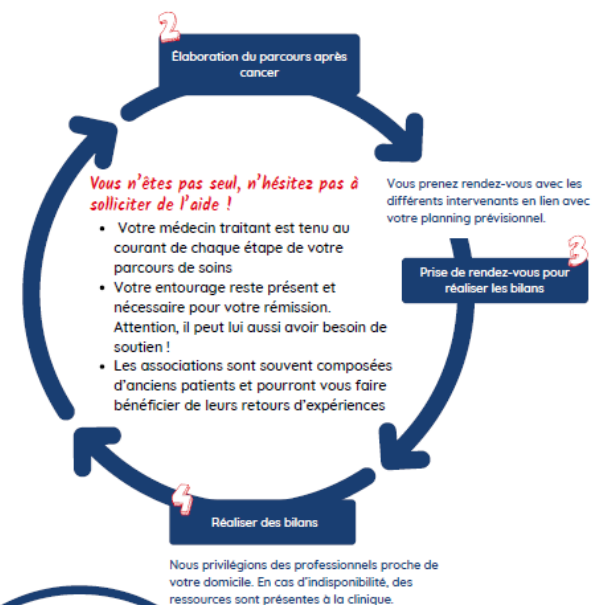 2
Élaboration du parcours après
cancer
Vous n'êtes pas seul, n'hésitez pas à
solliciter de l'aide !
• Votre médecin traitant est tenu au
courant de chaque étape de votre
parcours de soins
• Votre entourage reste présent et
nécessaire pour votre rémission.
Attention, il peut lui aussi avoir besoin de
soutien !
• Les associations sont souvent composées
d'anciens patients et pourront vous faire
bénéficier de leurs retours d'expériences
Vous prenez rendez-vous avec les
différents intervenants en lien avec
votre planning prévisionnel.
3
Prise de rendez-vous pour
réaliser les bilans
4
Réaliser des bilans
Nous privilégions des professionnels proche de
votre domicile. En cas d'indisponibilité, des
ressources sont présentes à la clinique.